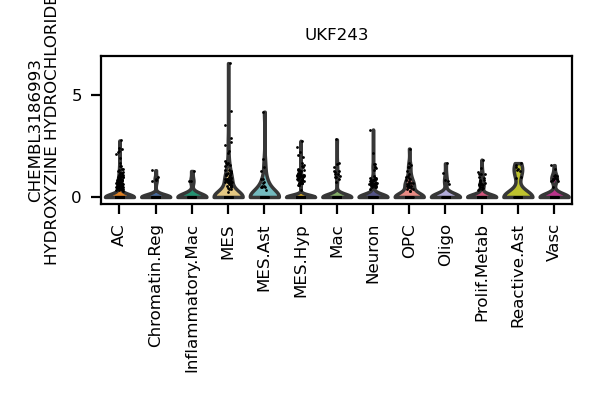 UKF243
CHEMBL3186993
HYDROXYZINE HYDROCHLORIDE
5
0
AC
Chromatin.Reg
Inflammatory.Mac
MES
MES.Ast
MES.Hyp
Mac
Neuron
OPC
Oligo
Prolif.Metab
Reactive.Ast
Vasc